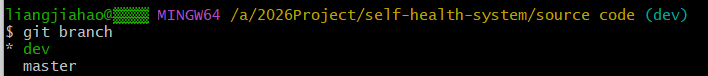 liangjiahao@▒▒▒▒ MINGW64 /a/2026Project/self-health-system/source code (dev)
$ git branch
* dev
  master